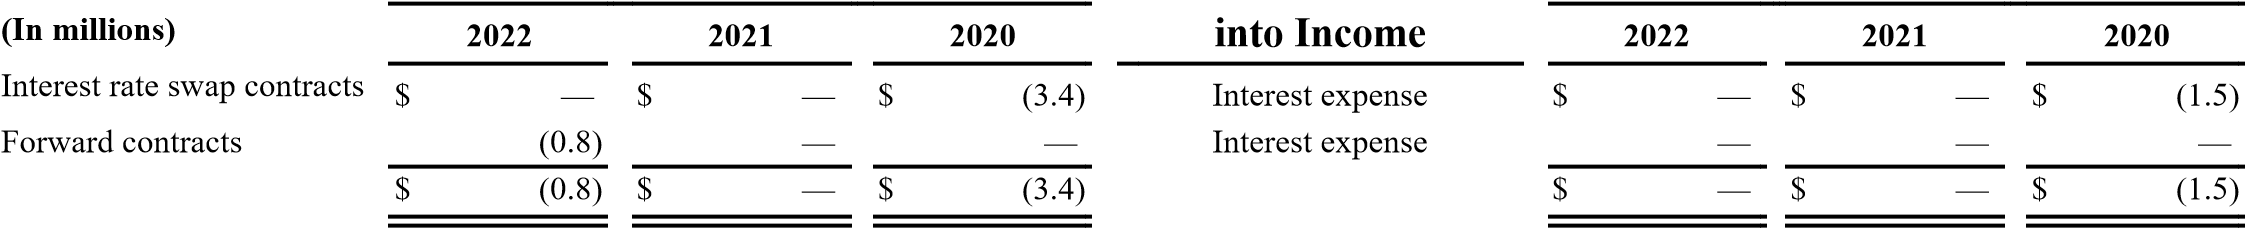 (In millions) 2022 2021 2020 into Income 2022 2021 2020
Interest rate swap contracts $ — $ — $ (3.4) Interest expense $ — $ — $ (1.5)
Forward contracts (0.8) — — Interest expense — — —
$ (0.8) $ — $ (3.4) $ — $ — $ (1.5)